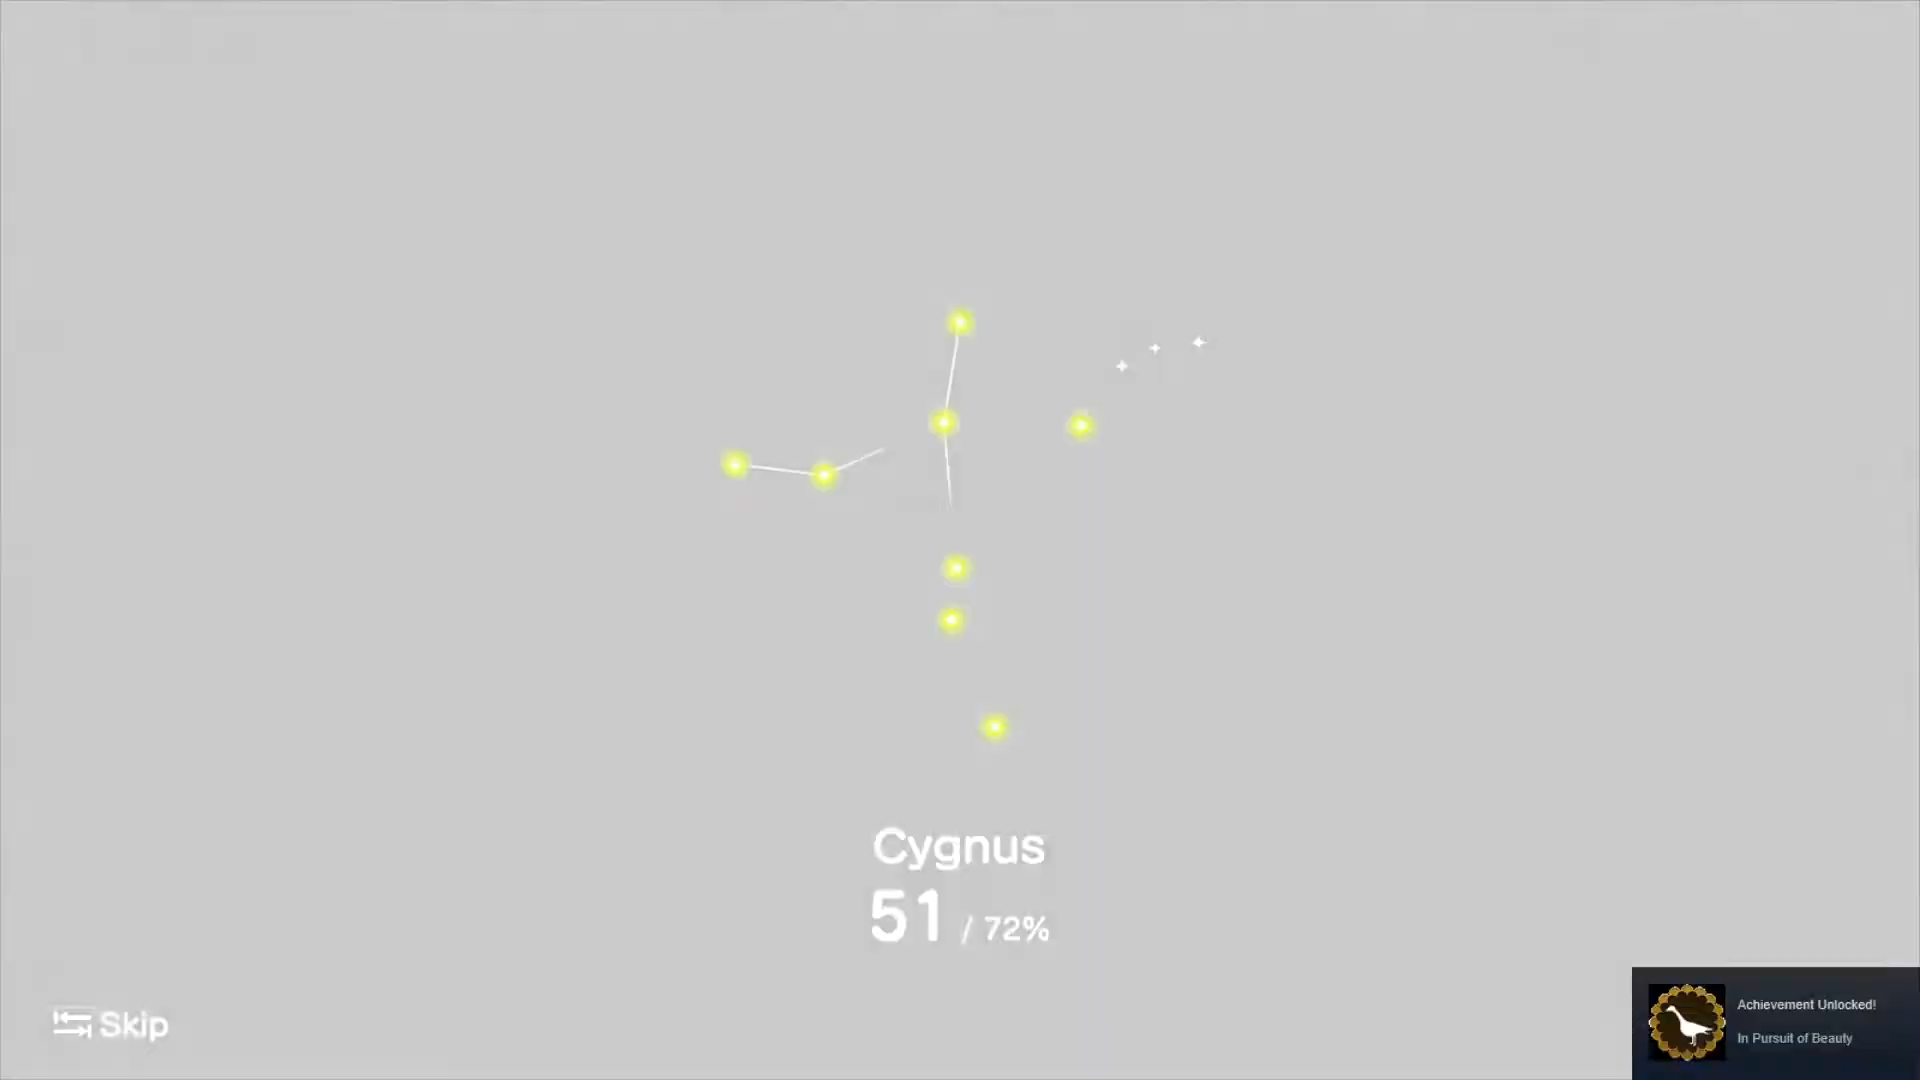 Cygnus
51 / 72%
Skip
Achievement Unlocked!
In Pursuit of Beauty